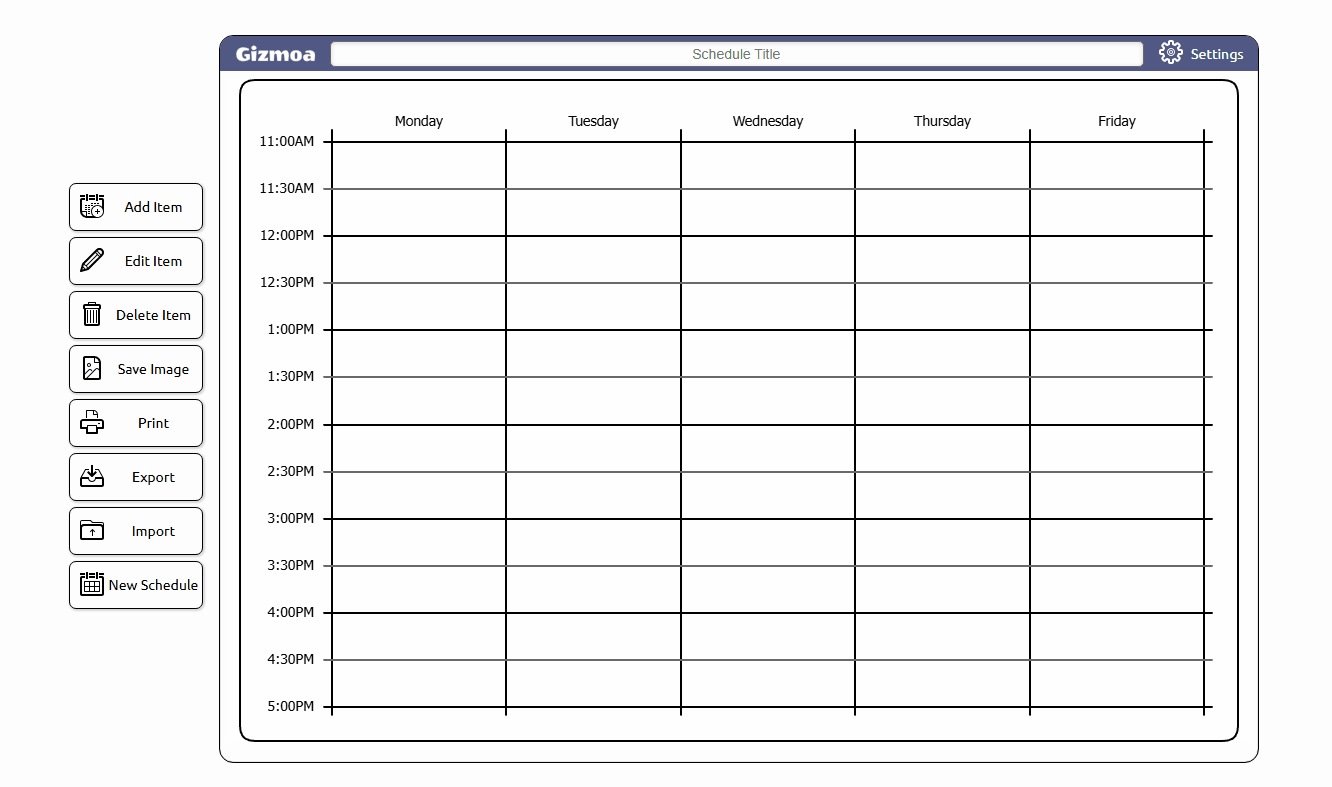 Gizmoa
Schedule Title
Settings
Monday Tuesday Wednesday Thursday Friday
11:00AM
11:30AM
12:00PM
12:30PM
1:00PM
1:30PM
2:00PM
2:30PM
3:00PM
3:30PM
4:00PM
4:30PM
5:00PM
Add Item
Edit Item
Delete Item
Save Image
Print
Export
Import
New Schedule